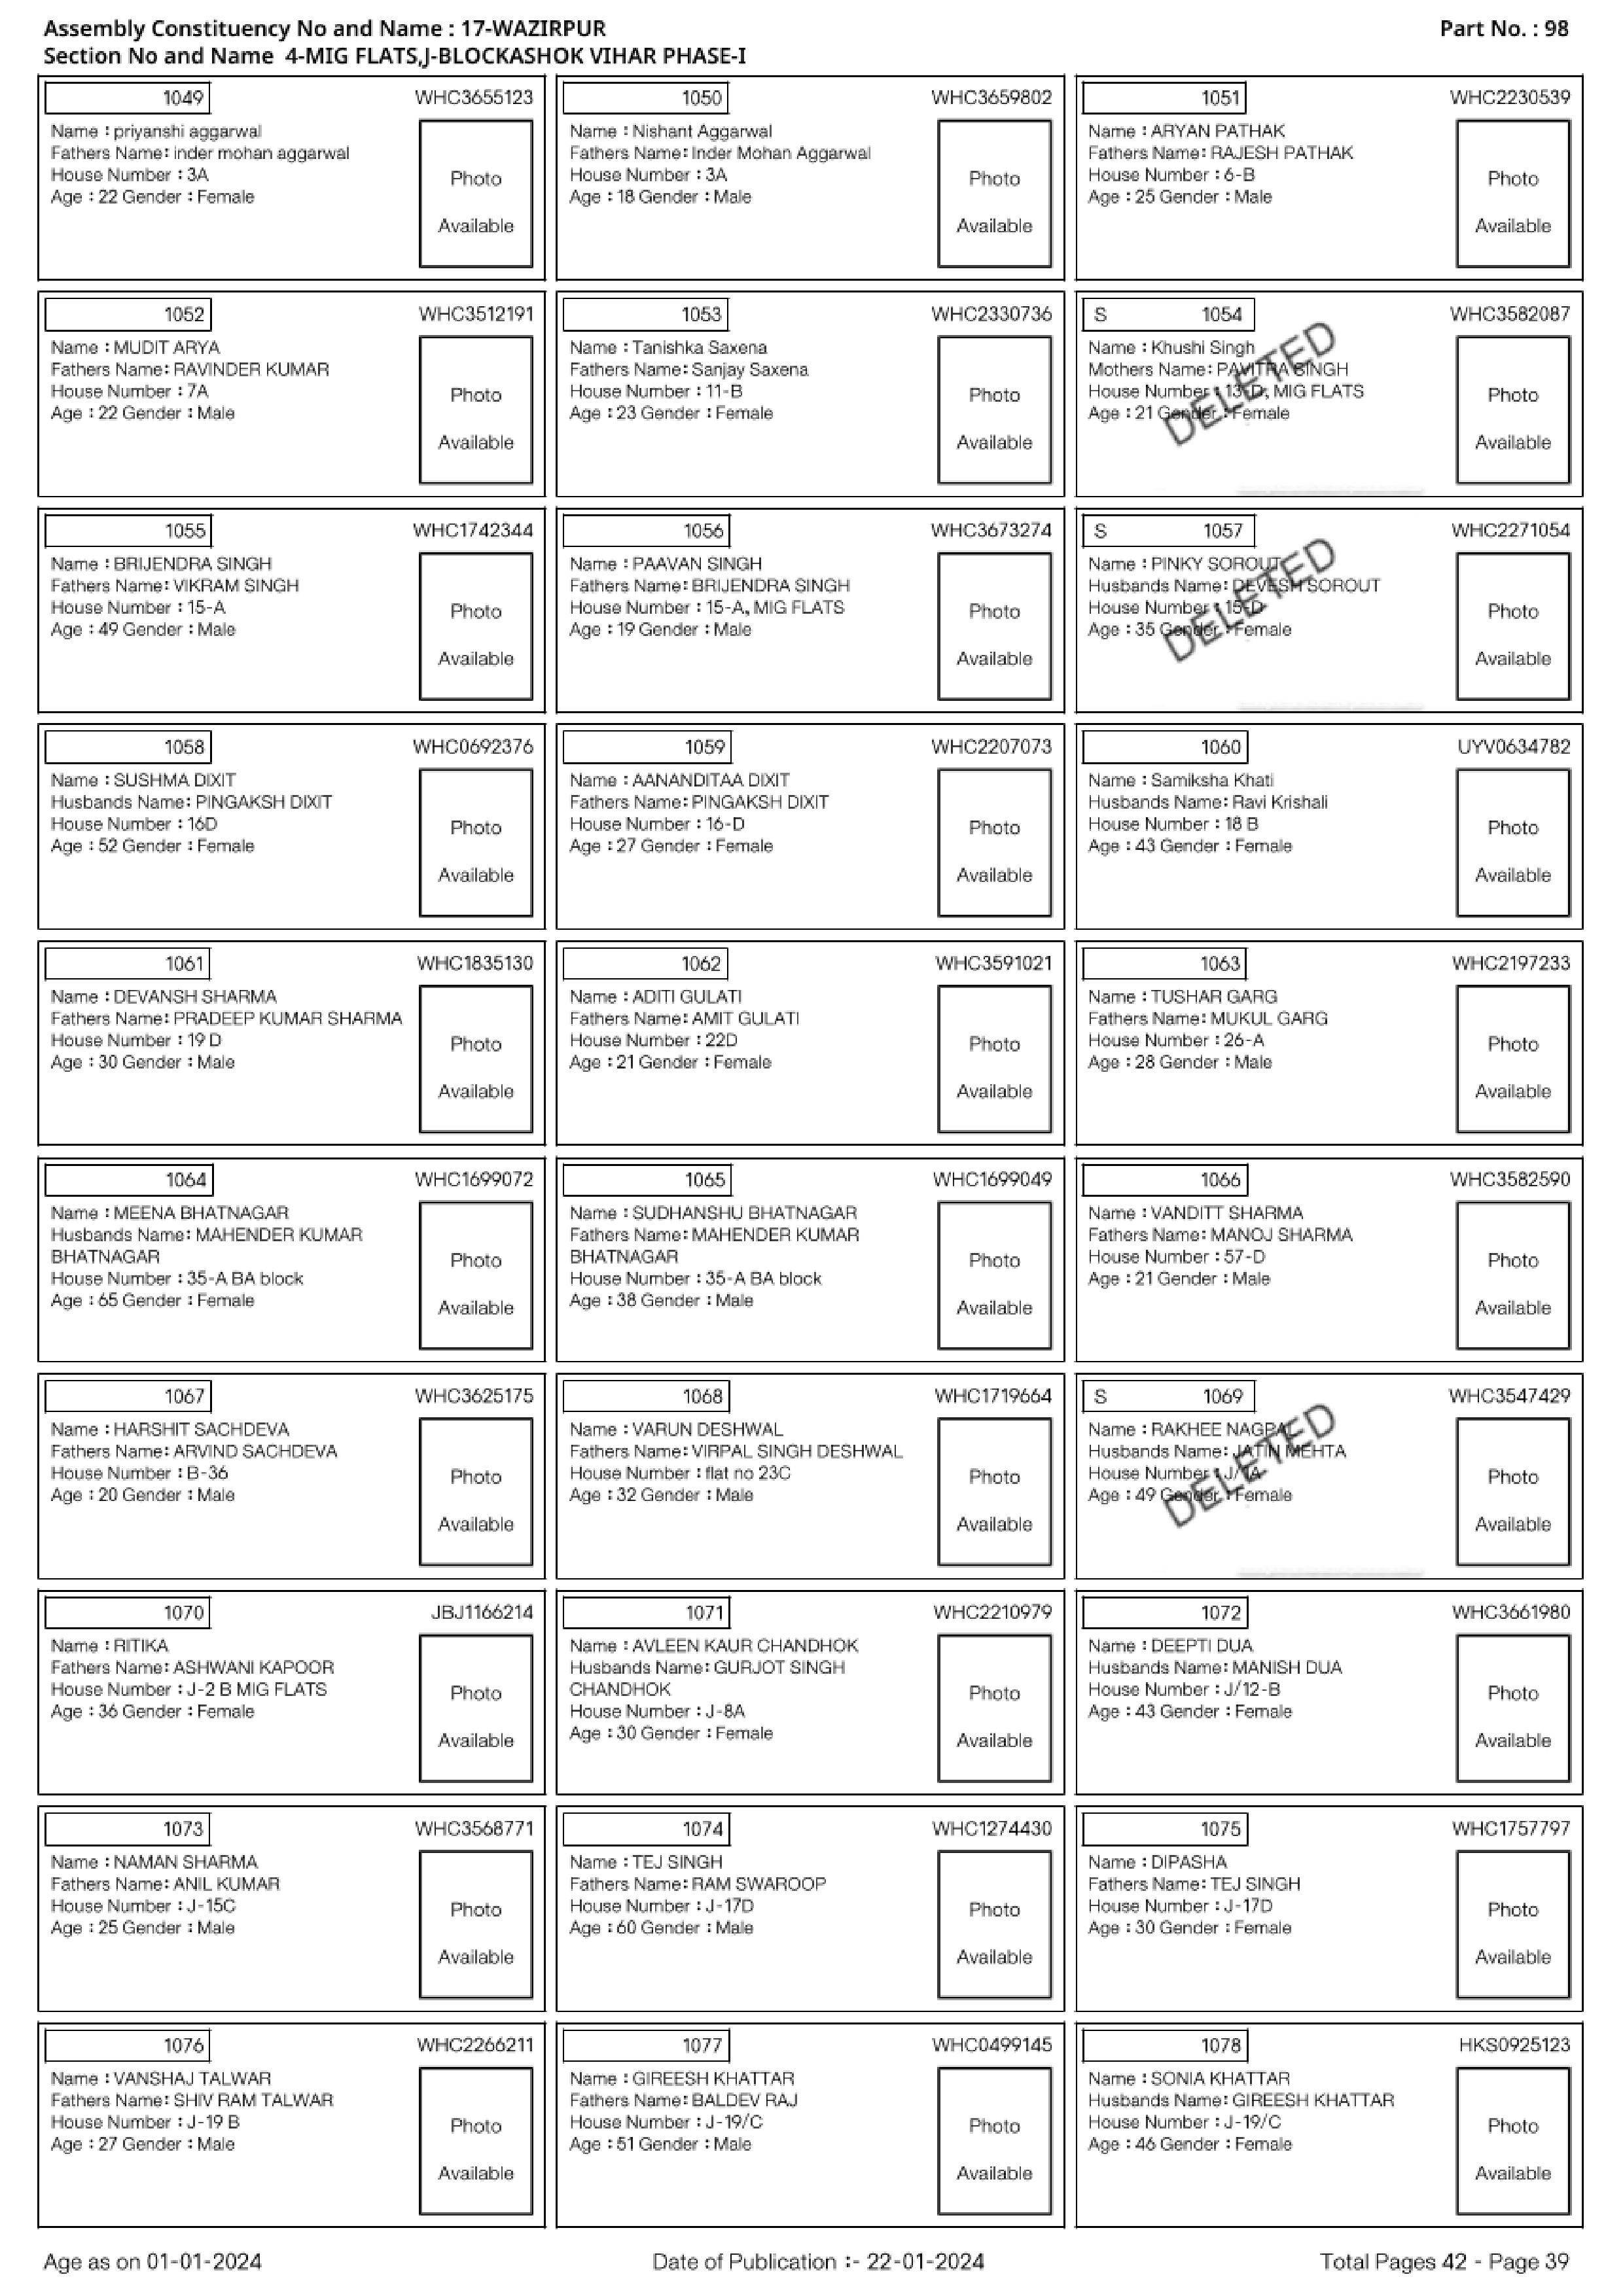 Assembly Constituency No and Name : 17-WAZIRPUR
Part No. : 98
Section No and Name 4-MIG FLATS,J-BLOCKASHOK VIHAR PHASE-I
1049 WHC3655123
Name : priyanshi aggarwal
Fathers Name: inder mohan aggarwal
House Number : 3A
Age : 22 Gender : Female
Photo
Available
1050 WHC3659802
Name : Nishant Aggarwal
Fathers Name: Inder Mohan Aggarwal
House Number : 3A
Age : 18 Gender : Male
Photo
Available
1051 WHC2230539
Name : ARYAN PATHAK
Fathers Name: RAJESH PATHAK
House Number : 6-B
Age : 25 Gender : Male
Photo
Available
1052 WHC3512191
Name : MUDIT ARYA
Fathers Name: RAVINDER KUMAR
House Number : 7A
Age : 22 Gender : Male
Photo
Available
1053 WHC2330736
Name : Tanishka Saxena
Fathers Name: Sanjay Saxena
House Number : 11-B
Age : 23 Gender : Female
Photo
Available
S 1054 WHC3582087
Name : Khushi Singh
Mothers Name: PAVITRA SINGH
House Number : 13-D, MIG FLATS
Age : 21 Gender : Female
DELETED
Photo
Available
1055 WHC1742344
Name : BRIJENDRA SINGH
Fathers Name: VIKRAM SINGH
House Number : 15-A
Age : 49 Gender : Male
Photo
Available
1056 WHC3673274
Name : PAAVAN SINGH
Fathers Name: BRIJENDRA SINGH
House Number : 15-A, MIG FLATS
Age : 19 Gender : Male
Photo
Available
S 1057 WHC2271054
Name : PINKY SOROUT
Husbands Name: DEVESH SOROUT
House Number : 15-D
Age : 35 Gender : Female
DELETED
Photo
Available
1058 WHC0692376
Name : SUSHMA DIXIT
Husbands Name: PINGAKSH DIXIT
House Number : 16D
Age : 52 Gender : Female
Photo
Available
1059 WHC2207073
Name : AANANDITAA DIXIT
Fathers Name: PINGAKSH DIXIT
House Number : 16-D
Age : 27 Gender : Female
Photo
Available
1060 UYV0634782
Name : Samiksha Khati
Husbands Name: Ravi Krishali
House Number : 18 B
Age : 43 Gender : Female
Photo
Available
1061 WHC1835130
Name : DEVANSH SHARMA
Fathers Name: PRADEEP KUMAR SHARMA
House Number : 19 D
Age : 30 Gender : Male
Photo
Available
1062 WHC3591021
Name : ADITI GULATI
Fathers Name: AMIT GULATI
House Number : 22D
Age : 21 Gender : Female
Photo
Available
1063 WHC2197233
Name : TUSHAR GARG
Fathers Name: MUKUL GARG
House Number : 26-A
Age : 28 Gender : Male
Photo
Available
1064 WHC1699072
Name : MEENA BHATNAGAR
Husbands Name: MAHENDER KUMAR
BHATNAGAR
House Number : 35-A BA block
Age : 65 Gender : Female
Photo
Available
1065 WHC1699049
Name : SUDHANSHU BHATNAGAR
Fathers Name: MAHENDER KUMAR
BHATNAGAR
House Number : 35-A BA block
Age : 38 Gender : Male
Photo
Available
1066 WHC3582590
Name : VANDITT SHARMA
Fathers Name: MANOJ SHARMA
House Number : 57-D
Age : 21 Gender : Male
Photo
Available
1067 WHC3625175
Name : HARSHIT SACHDEVA
Fathers Name: ARVIND SACHDEVA
House Number : B-36
Age : 20 Gender : Male
Photo
Available
1068 WHC1719664
Name : VARUN DESHWAL
Fathers Name: VIRPAL SINGH DESHWAL
House Number : flat no 23C
Age : 32 Gender : Male
Photo
Available
S 1069 WHC3547429
Name : RAKHEE NAGPAL
Husbands Name: JATIN MEHTA
House Number : J/1A
Age : 49 Gender : Female
DELETED
Photo
Available
1070 JBJ1166214
Name : RITIKA
Fathers Name: ASHWANI KAPOOR
House Number : J-2 B MIG FLATS
Age : 36 Gender : Female
Photo
Available
1071 WHC2210979
Name : AVLEEN KAUR CHANDHOK
Husbands Name: GURJOT SINGH
CHANDHOK
House Number : J-8A
Age : 30 Gender : Female
Photo
Available
1072 WHC3661980
Name : DEEPTI DUA
Husbands Name: MANISH DUA
House Number : J/12-B
Age : 43 Gender : Female
Photo
Available
1073 WHC3568771
Name : NAMAN SHARMA
Fathers Name: ANIL KUMAR
House Number : J-15C
Age : 25 Gender : Male
Photo
Available
1074 WHC1274430
Name : TEJ SINGH
Fathers Name: RAM SWAROOP
House Number : J-17D
Age : 60 Gender : Male
Photo
Available
1075 WHC1757797
Name : DIPASHA
Fathers Name: TEJ SINGH
House Number : J-17D
Age : 30 Gender : Female
Photo
Available
1076 WHC2266211
Name : VANSHAJ TALWAR
Fathers Name: SHIV RAM TALWAR
House Number : J-19 B
Age : 27 Gender : Male
Photo
Available
1077 WHC0499145
Name : GIREESH KHATTAR
Fathers Name: BALDEV RAJ
House Number : J-19/C
Age : 51 Gender : Male
Photo
Available
1078 HKS0925123
Name : SONIA KHATTAR
Husbands Name: GIREESH KHATTAR
House Number : J-19/C
Age : 46 Gender : Female
Photo
Available
Age as on 01-01-2024
Date of Publication :- 22-01-2024
Total Pages 42 - Page 39